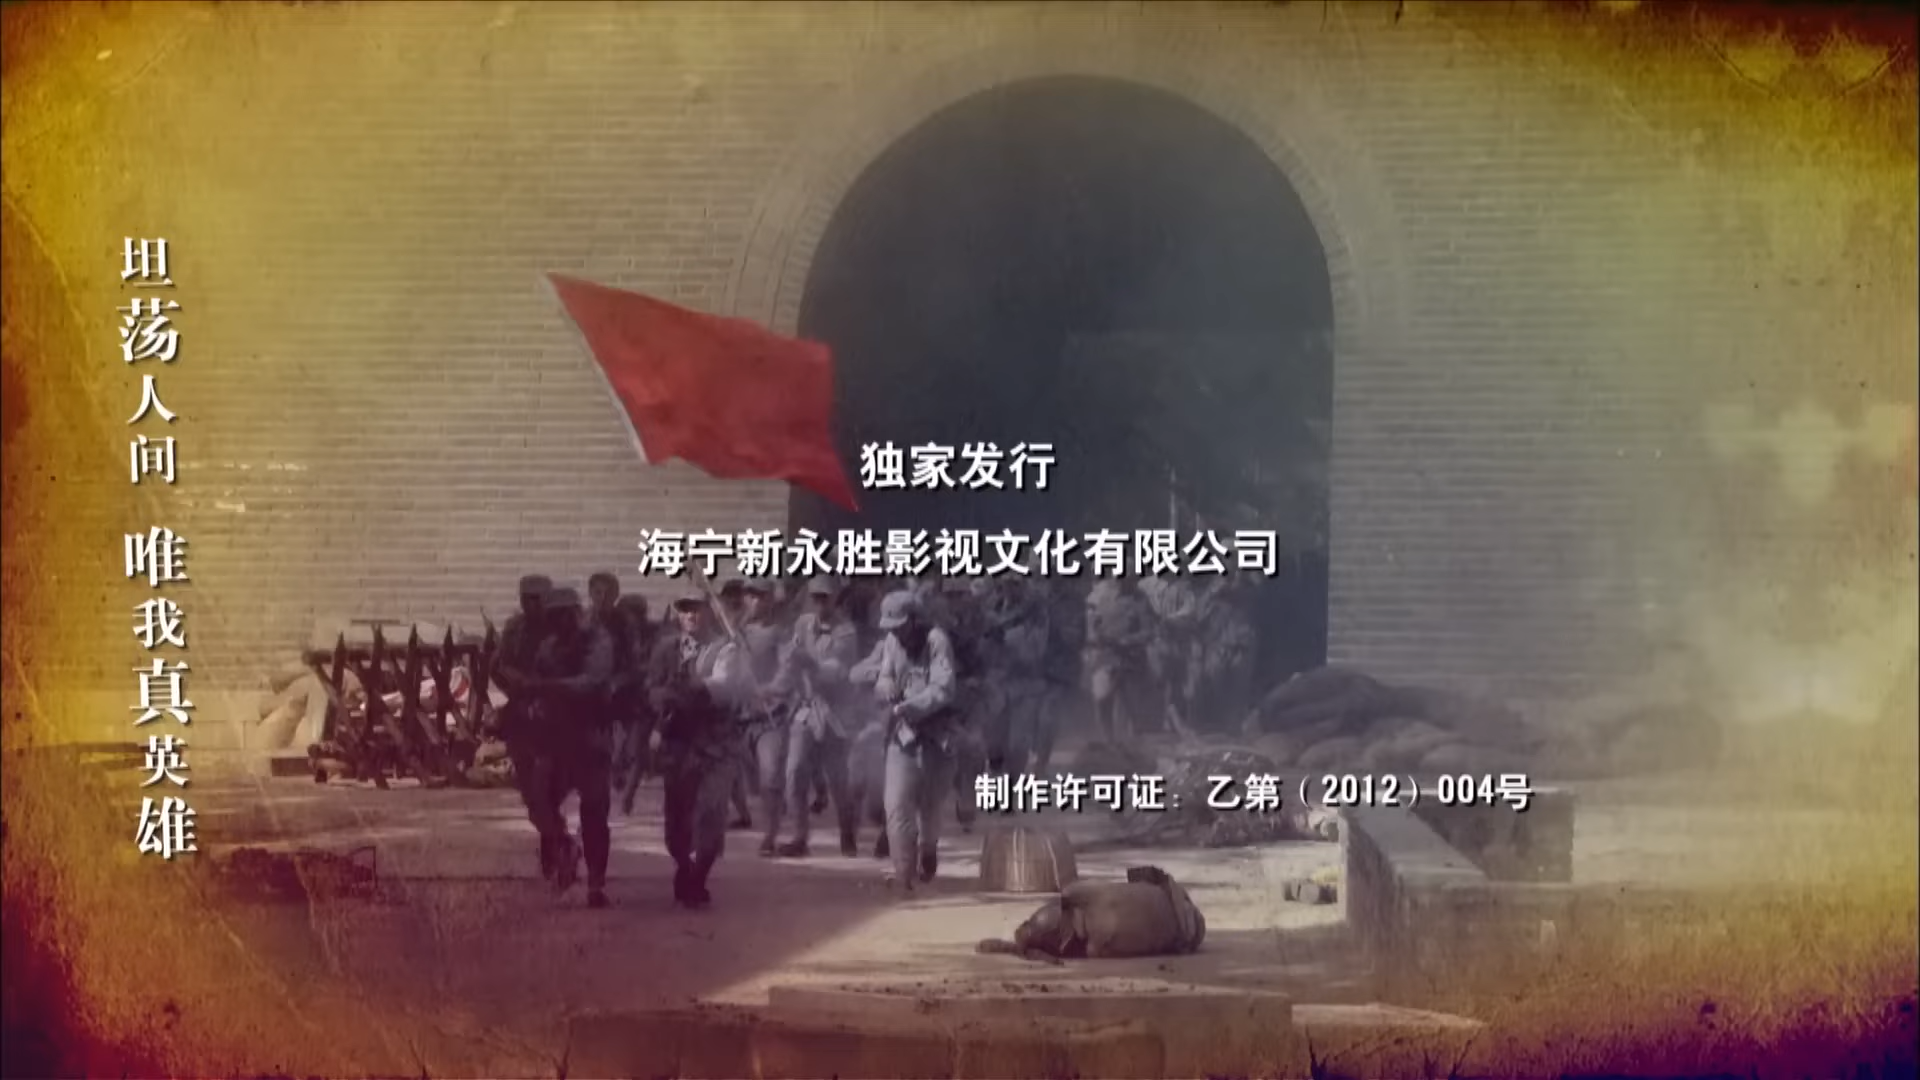 坦荡人间 唯我真英雄
独家发行
海宁新永胜影视文化有限公司
制作许可证：乙第（2012）004号